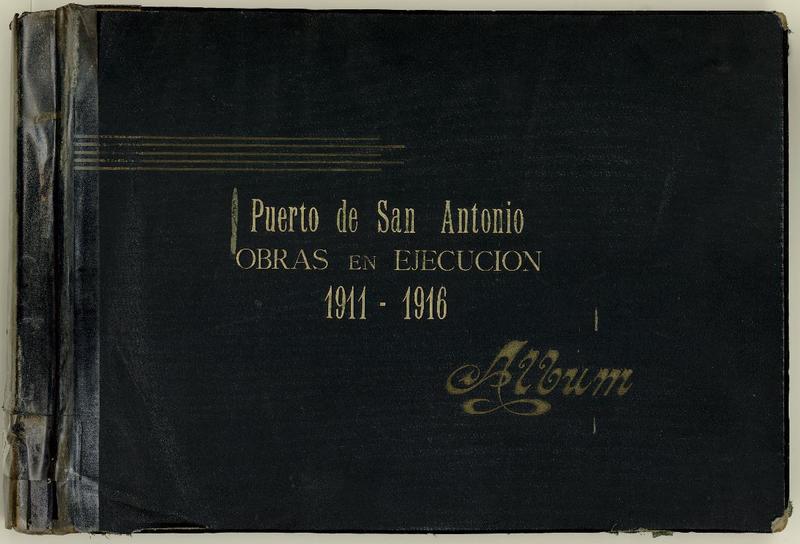 Puerto de San Antonio
OBRAS EN EJECUCION
1911 - 1916
Album